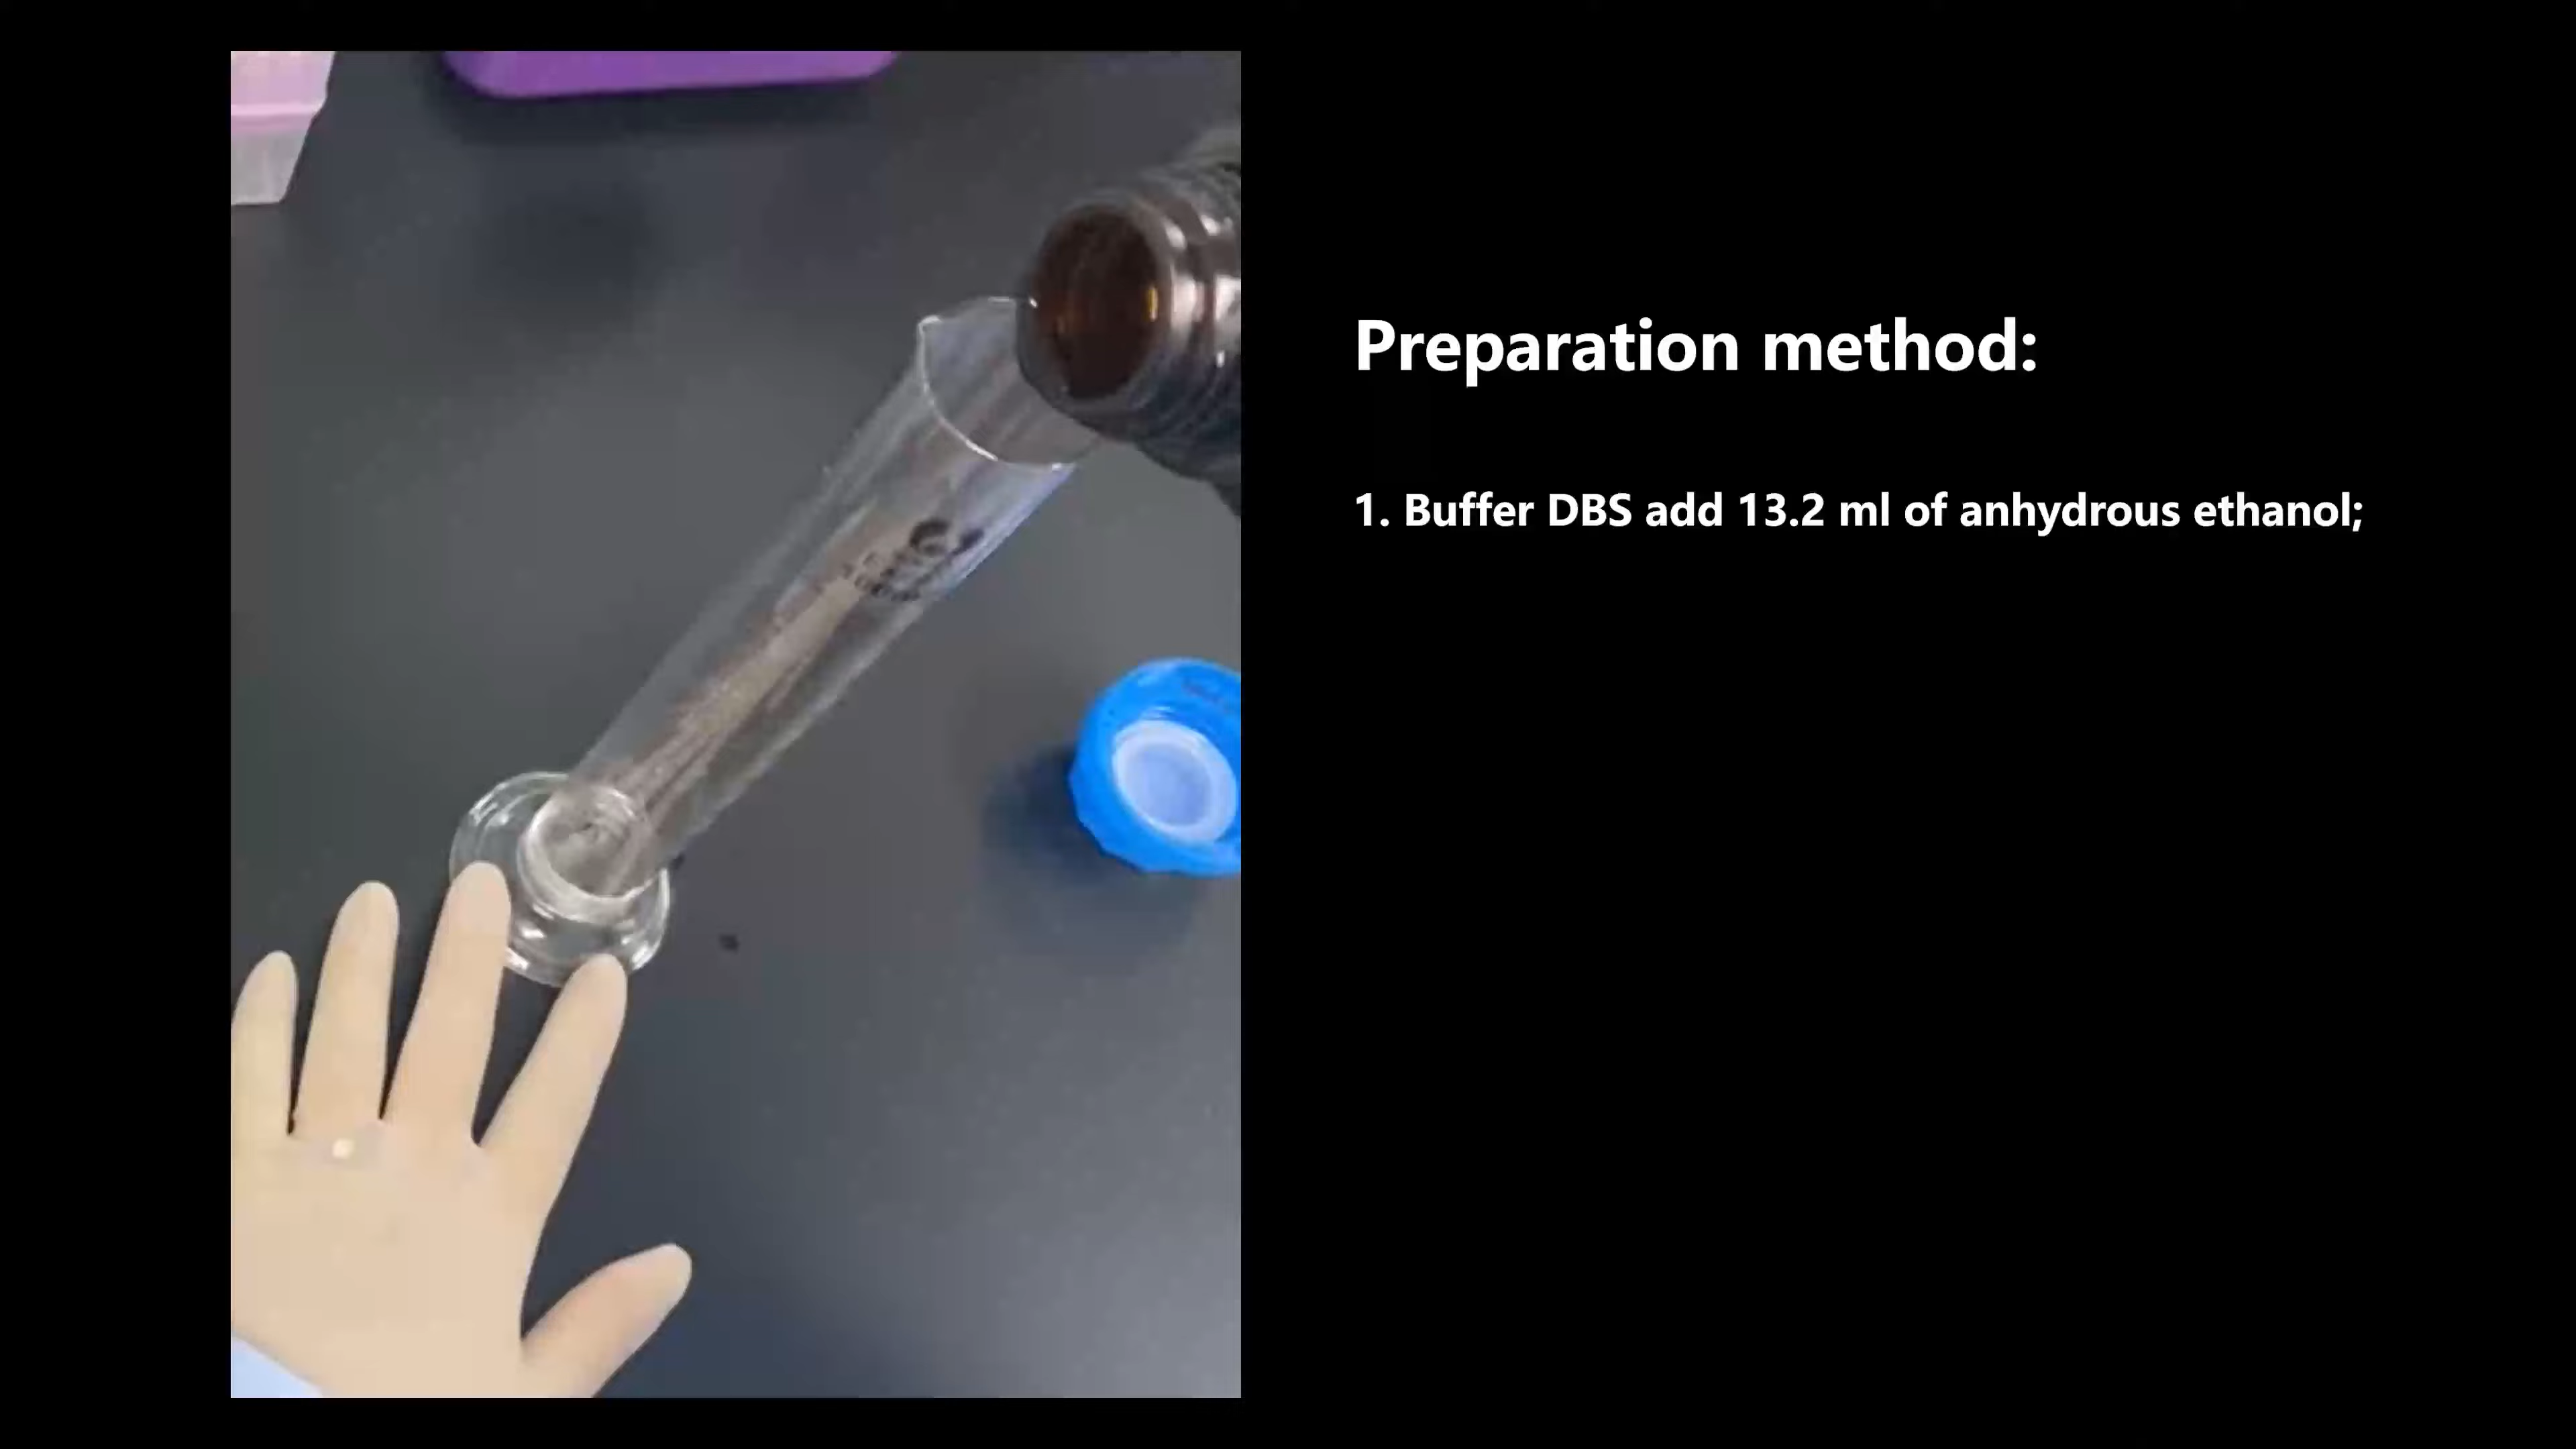 Preparation method:
1. Buffer DBS add 13.2 ml of anhydrous ethanol;